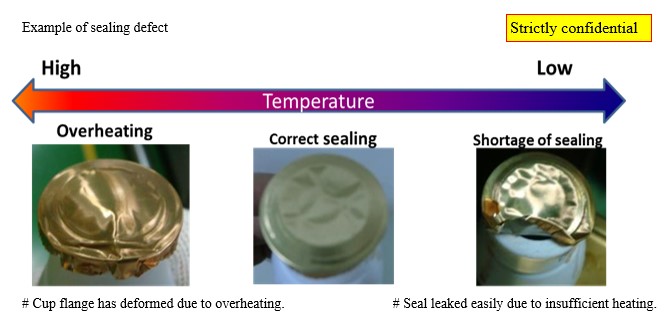 Example of sealing defect
Strictly confidential
High
Low
Temperature
Overheating
Correct sealing
Shortage of sealing
# Cup flange has deformed due to overheating.
# Seal leaked easily due to insufficient heating.